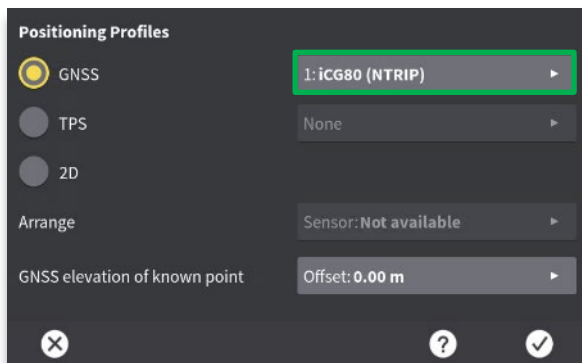 Positioning Profiles
GNSS
1: iCG80 (NTRIP)
TPS
None
2D
Arrange
Sensor: Not available
GNSS elevation of known point
Offset: 0.00 m
?